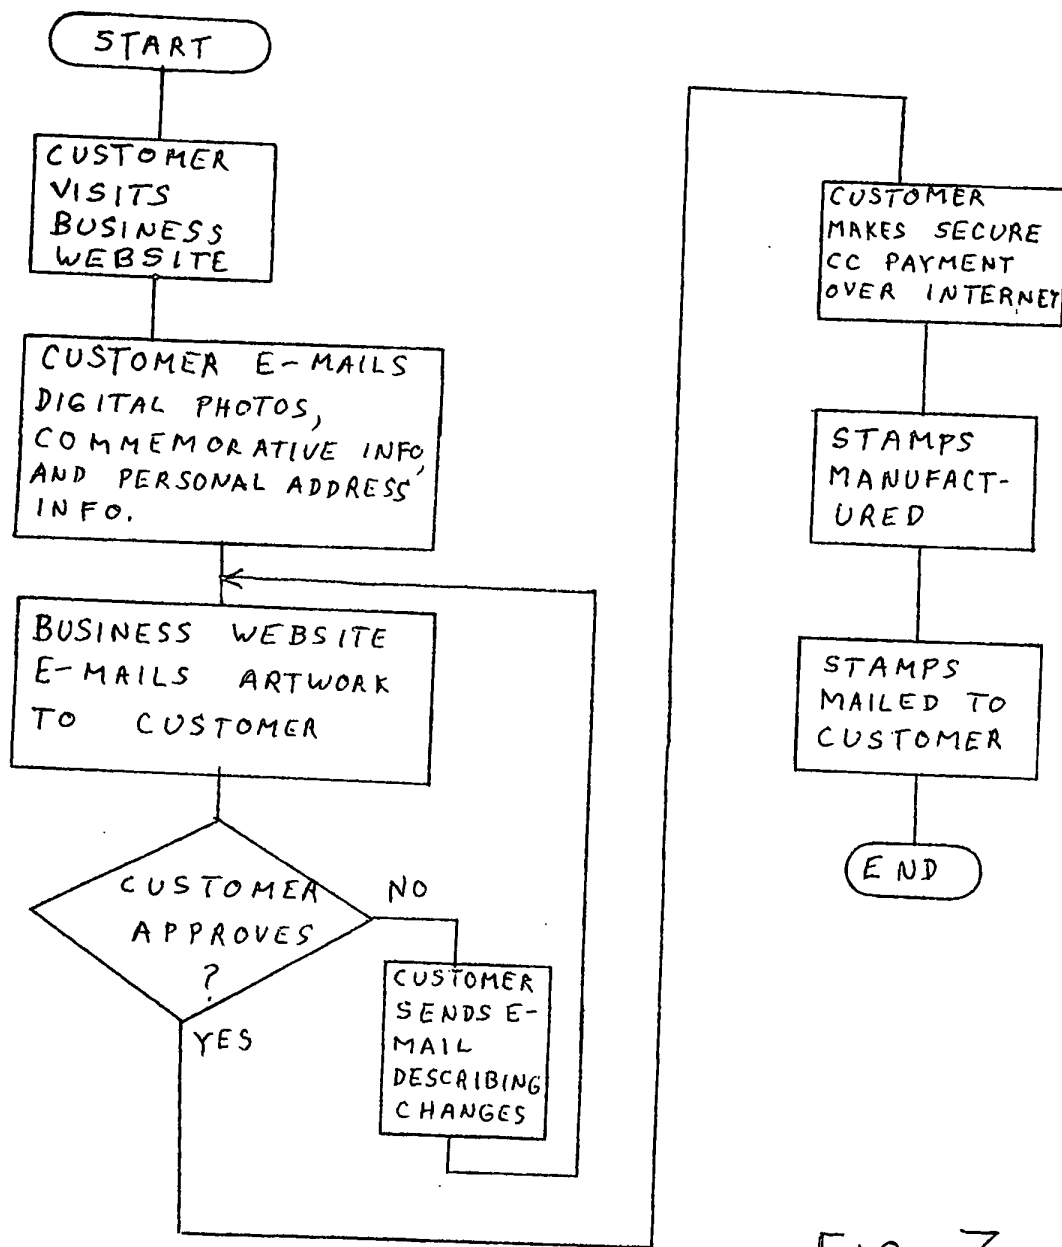 START
CUSTOMER
VISITS
BUSINESS
WEBSITE
CUSTOMER E-MAILS
DIGITAL PHOTOS,
COMMEMORATIVE INFO,
AND PERSONAL ADDRESS
INFO.
BUSINESS WEBSITE
E-MAILS ARTWORK
TO CUSTOMER
CUSTOMER
APPROVES
?
NO
YES
CUSTOMER
SENDS E-
MAIL
DESCRIBING
CHANGES
CUSTOMER
MAKES SECURE
CC PAYMENT
OVER INTERNET
STAMPS
MANUFACT-
URED
STAMPS
MAILED TO
CUSTOMER
END